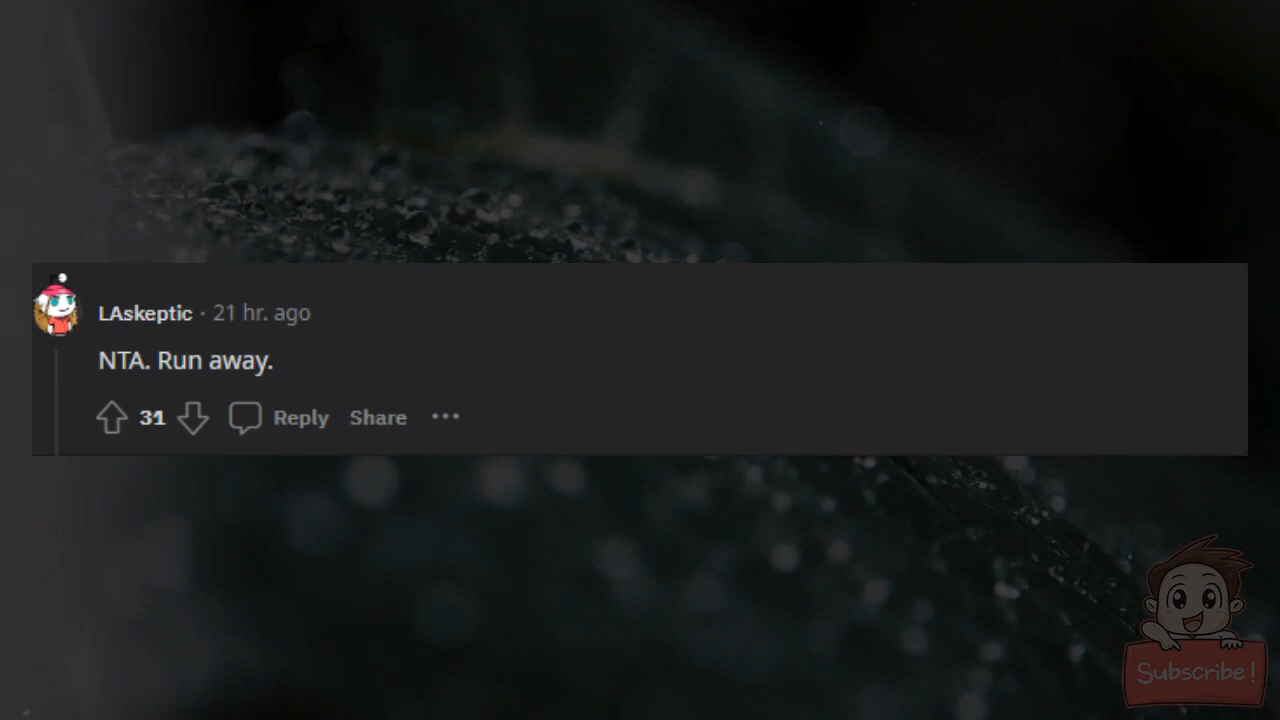 LAskeptic · 21 hr. ago
NTA. Run away.
31 Reply Share ···
Subscribe!